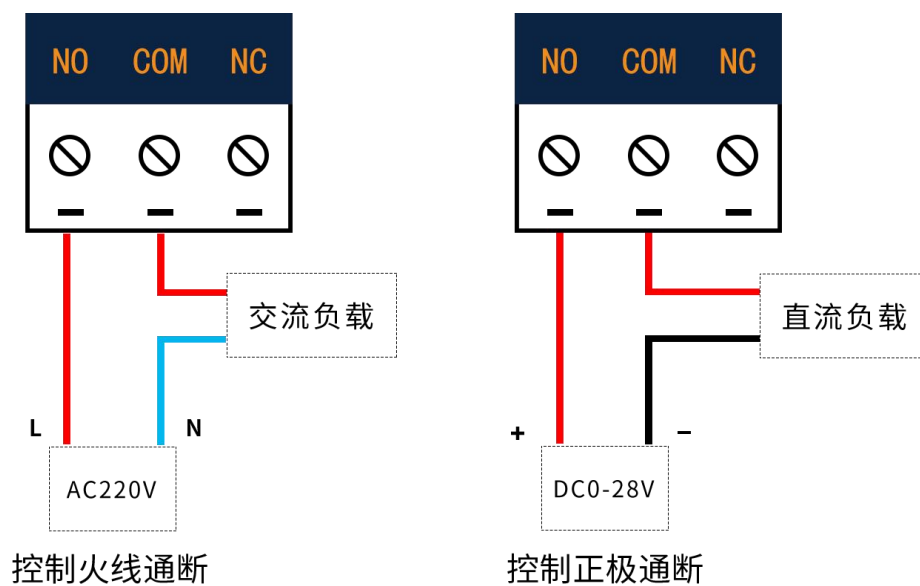 NO COM NC
交流负载
L N
AC220V
控制火线通断
NO COM NC
直流负载
+ −
DC0-28V
控制正极通断